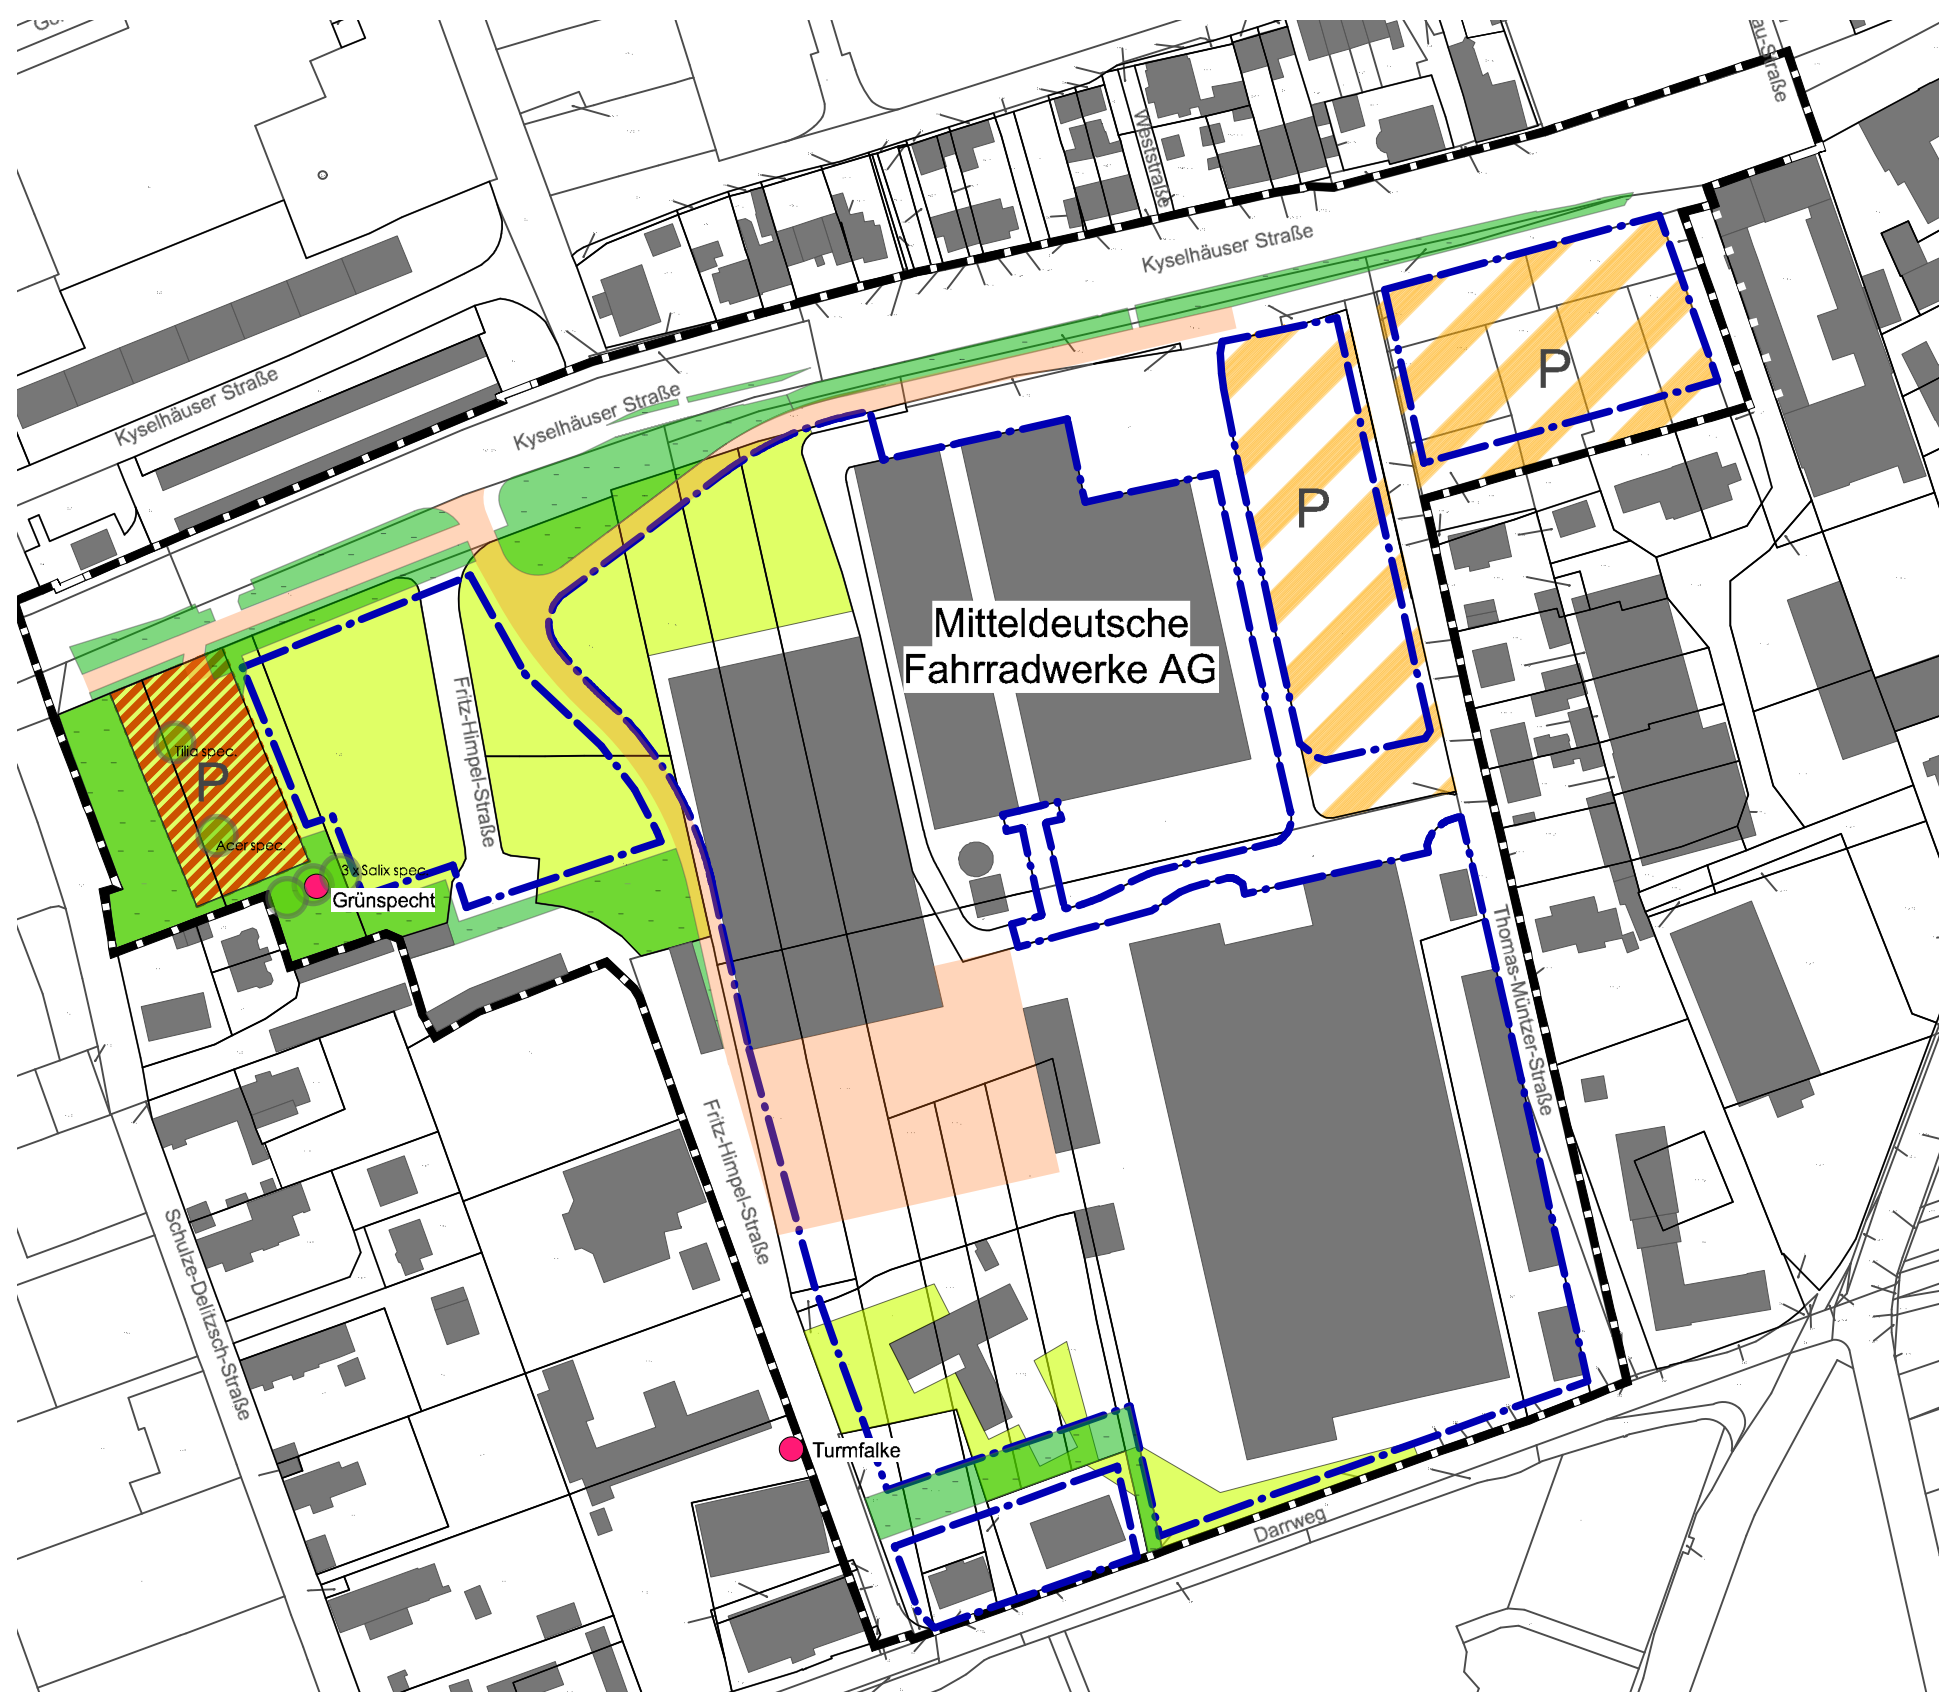 Weststraße
Kyselhäuser Straße
Kyselhäuser Straße
Kyselhäuser Straße
P
P
Mitteldeutsche
Fahrradwerke AG
Fritz-Himpel-Straße
Tilia spec.
P
Acer spec.
3 x Salix spec.
Grünspecht
Thomas-Müntzer-Straße
Fritz-Himpel-Straße
Schulze-Delitzsch-Straße
Turmfalke
Darrweg